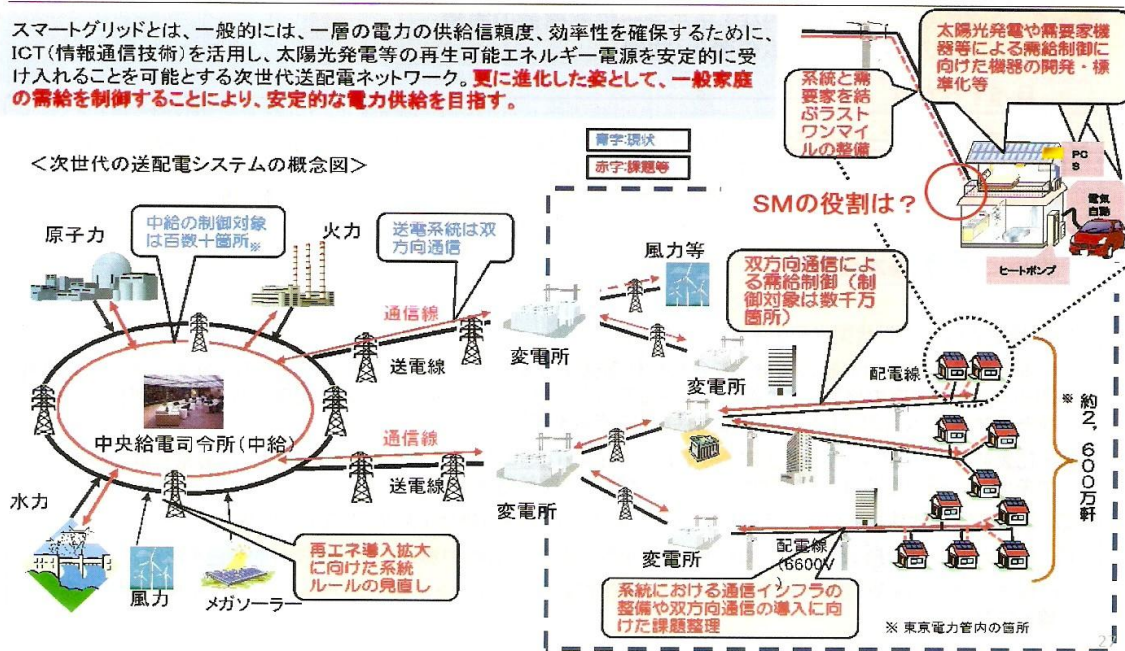 スマートグリッドとは、一般的には、一層の電力の供給信頼度、効率性を確保するために、
ICT(情報通信技術)を活用し、太陽光発電等の再生可能エネルギー電源を安定的に受
け入れることを可能とする次世代送配電ネットワーク。更に進化した姿として、一般家庭
の需給を制御することにより、安定的な電力供給を目指す。
系統と需
要家を結
ぶラスト
ワンマイ
ルの整備
太陽光発電や需要家機
器等による需給制御に
向けた機器の開発・標
準化等
青字:現状
赤字:課題等
PC
S
電気
自動
ヒートポンプ
SMの役割は？
＜次世代の送配電システムの概念図＞
原子力
中給の制御対象
は百数十箇所※
火力
送電系統は双
方向通信
通信線
送電線
変電所
風力等
変電所
双方向通信によ
る需給制御（制
御対象は数千万
箇所）
配電線
※ 約2,600万軒
中央給電司令所(中給)
通信線
送電線
変電所
水力
風力
メガソーラー
再エネ導入拡大
に向けた系統
ルールの見直し
変電所
配電線
(6600V
)
系統における通信インフラの
整備や双方向通信の導入に向
けた課題整理
※ 東京電力管内の箇所
27